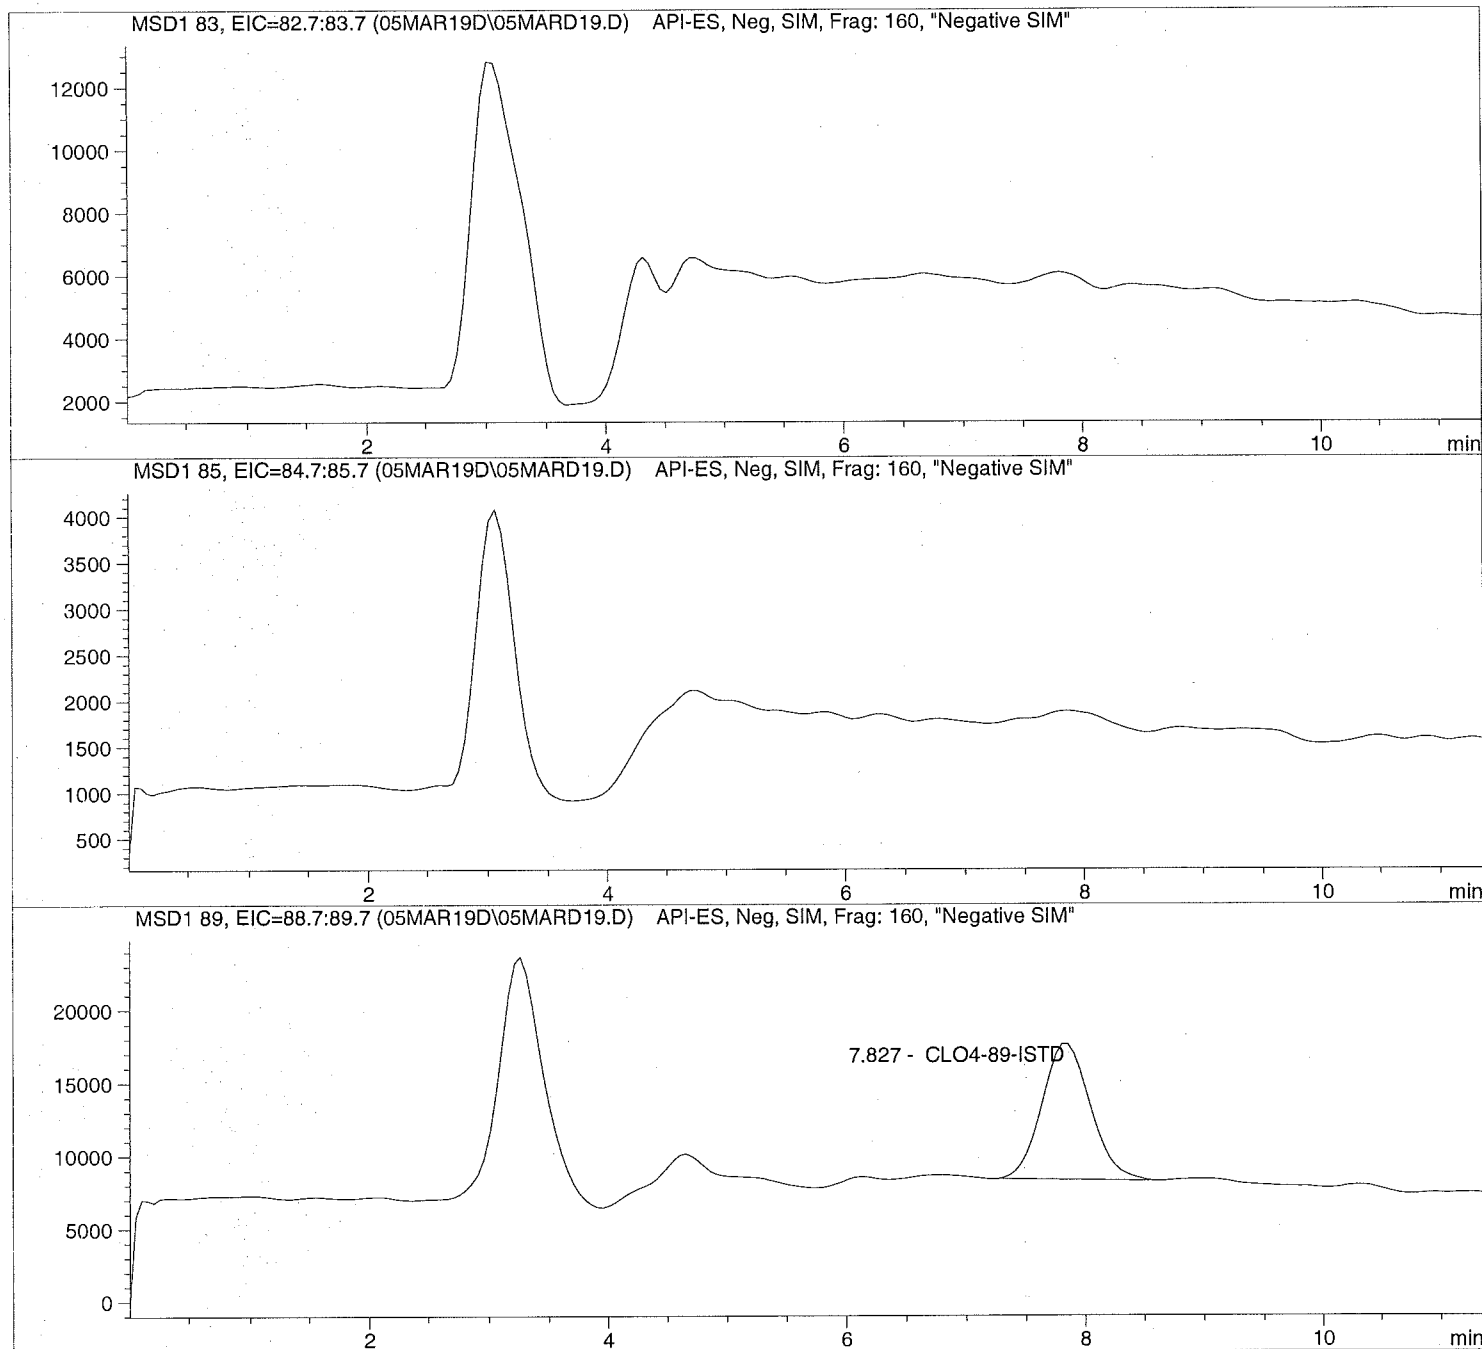 MSD1 83, EIC=82.7:83.7 (05MAR19D\05MARD19.D) API-ES, Neg, SIM, Frag: 160, "Negative SIM"
12000
10000
8000
6000
4000
2000
2 4 6 8 10 min
MSD1 85, EIC=84.7:85.7 (05MAR19D\05MARD19.D) API-ES, Neg, SIM, Frag: 160, "Negative SIM"
4000
3500
3000
2500
2000
1500
1000
500
2 4 6 8 10 min
MSD1 89, EIC=88.7:89.7 (05MAR19D\05MARD19.D) API-ES, Neg, SIM, Frag: 160, "Negative SIM"
20000
7.827 - CLO4-89-ISTD
15000
10000
5000
0
2 4 6 8 10 min